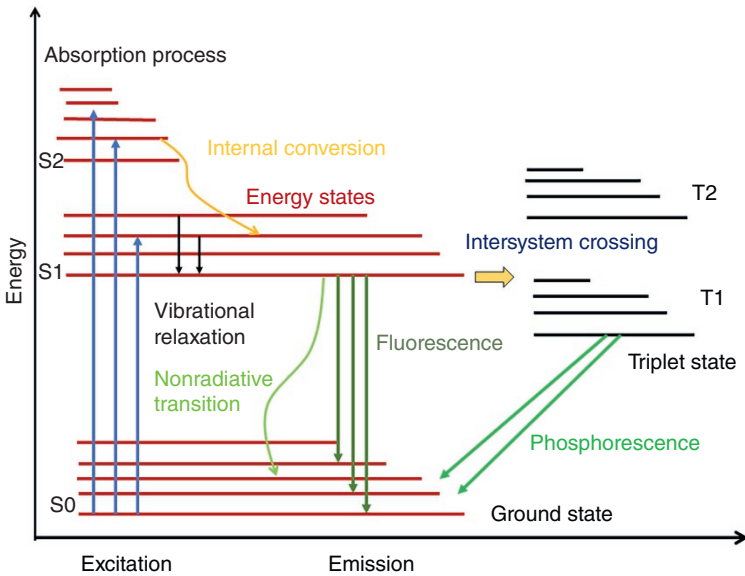 Absorption process
S2
Internal conversion
Energy states
T2
Intersystem crossing
S1
Energy
T1
Vibrational
relaxation
Fluorescence
Triplet state
Nonradiative
transition
Phosphorescence
S0
Ground state
Excitation
Emission